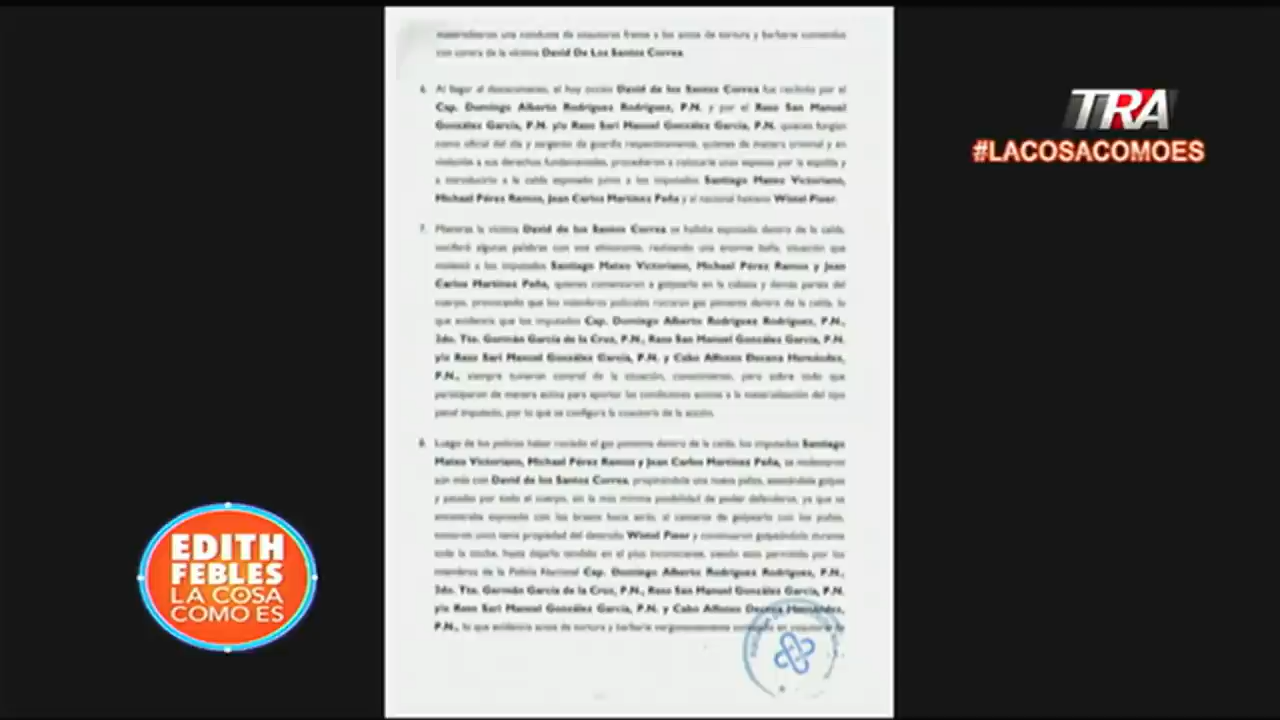 materializaron una conducta de coautores frente a los actos de tortura y barbarie cometidos
con contra de la víctima David De Los Santos Correa.
6. Al llegar al destacamento, el hoy occiso David de los Santos Correa fue recibido por el
Cap. Domingo Alberto Rodríguez Rodríguez, P.N. y por el Raso San Manuel
González García, P.N. y/o Raso Sari Manuel González García, P.N. quienes fungían
como oficial del día y sargento de guardia respectivamente, quienes de manera criminal y en
violación a sus derechos fundamentales, procedieron a colocarle unas esposas por la espalda y
a introducirlo a la celda esposado junto a los imputados Santiago Mateo Victoriano,
Michael Pérez Ramos, Jean Carlos Martínez Peña y el nacional haitiano Wistel Pixor.
7. Mientras la víctima David de los Santos Correa se hallaba esposado dentro de la celda,
vociferó algunas palabras con voz altisonante, realizando una enorme bulla, situación que
molestó a los imputados Santiago Mateo Victoriano, Michael Pérez Ramos y Jean
Carlos Martínez Peña, quienes comenzaron a golpearlo en la cabeza y demás partes del
cuerpo, provocando que los miembros policiales rociaran gas pimienta dentro de la celda, lo
que evidencia que los imputados Cap. Domingo Alberto Rodríguez Rodríguez, P.N.,
2do. Tte. Germán García de la Cruz, P.N., Raso San Manuel González García, P.N.
y/o Raso Sari Manuel González García, P.N. y Cabo Alfonso Decena Hernández,
P.N., siempre tuvieron control de la situación, conocimiento, pero sobre todo que
participaron de manera activa para aportar las condiciones a la materialización del tipo
penal imputado, por lo que se configura la coautoría de la acción.
8. Luego de los policías haber rociado el gas pimienta dentro de la celda, los imputados Santiago
Mateo Victoriano, Michael Pérez Ramos y Jean Carlos Martínez Peña, se molestaron
aún más con David de los Santos Correa, propinándole una nueva paliza, golpes
y patadas por todo el cuerpo, sin la más mínima posibilidad de poder defenderse, ya que se
encontraba esposado con los brazos hacia atrás, al cansarse de golpearlo con los puños,
tomaron unos tenis propiedad del detenido Wistel Pixor y continuaron golpeándolo durante
toda la noche, hasta dejarlo tendido en el piso inconsciente, siendo esto permitido por los
miembros de la Policía Nacional Cap. Domingo Alberto Rodríguez Rodríguez, P.N.,
2do. Tte. Germán García de la Cruz, P.N., Raso San Manuel González García, P.N.
y/o Raso Sari Manuel González García, P.N. y Cabo Alfonso Decena Hernández,
P.N., lo que evidencia actos de tortura y barbarie en coautoría de
TRA
#LACOSACOMOES
EDITH
FEBLES
LA COSA
COMO ES